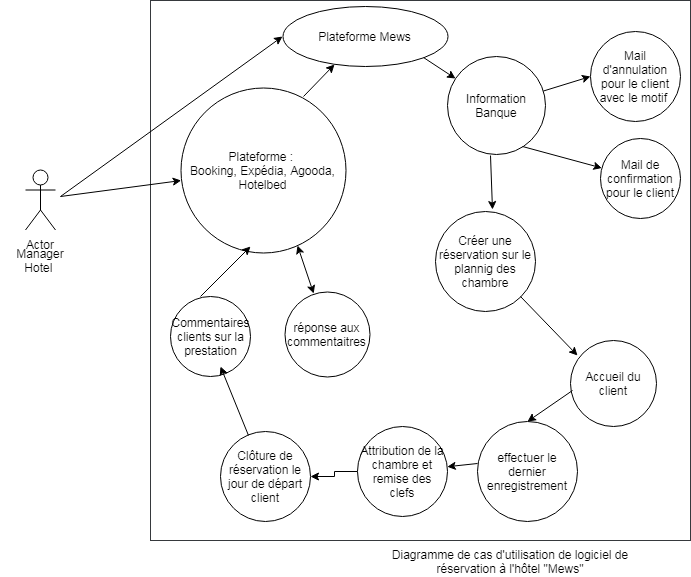 Plateforme Mews
Mail
d'annulation
pour le client
avec le motif
Information
Banque
Plateforme :
Booking, Expédia, Agooda,
Hotelbed
Mail de
confirmation
pour le client
Actor
Manager
Hotel
Créer une
réservation sur le
plannig des
chambre
Commentaires
clients sur la
prestation
réponse aux
commentaitres
Accueil du
client
Clôture de
réservation le
jour de départ
client
Attribution de la
chambre et
remise des
clefs
effectuer le
dernier
enregistrement
Diagramme de cas d'utilisation de logiciel de
réservation à l'hôtel "Mews"